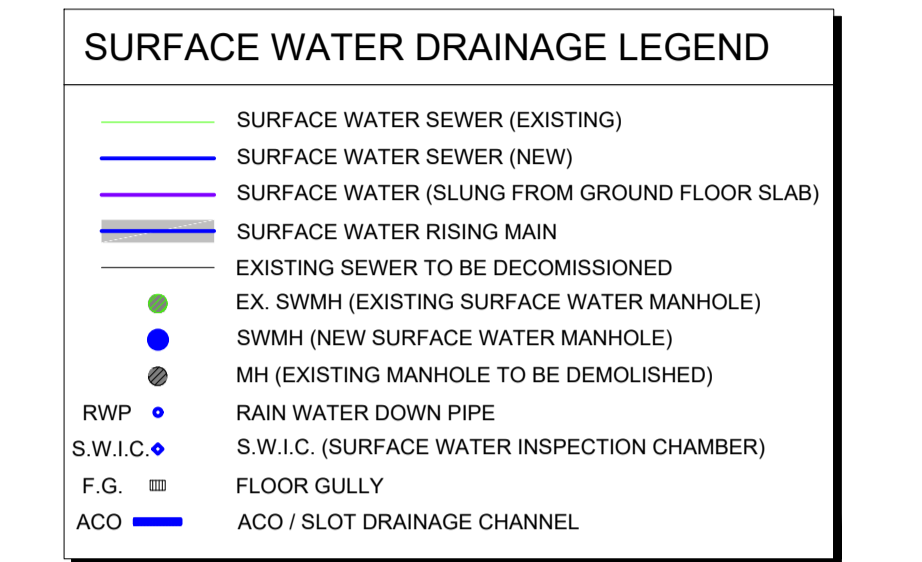 SURFACE WATER DRAINAGE LEGEND
SURFACE WATER SEWER (EXISTING)
SURFACE WATER SEWER (NEW)
SURFACE WATER (SLUNG FROM GROUND FLOOR SLAB)
SURFACE WATER RISING MAIN
EXISTING SEWER TO BE DECOMISSIONED
EX. SWMH (EXISTING SURFACE WATER MANHOLE)
SWMH (NEW SURFACE WATER MANHOLE)
MH (EXISTING MANHOLE TO BE DEMOLISHED)
RWP RAIN WATER DOWN PIPE
S.W.I.C. S.W.I.C. (SURFACE WATER INSPECTION CHAMBER)
F.G. FLOOR GULLY
ACO ACO / SLOT DRAINAGE CHANNEL